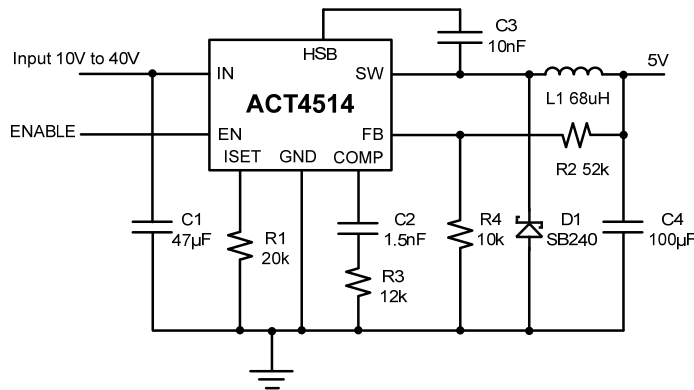 C3
10nF
HSB
Input 10V to 40V
IN
SW
5V
ACT4514
L1 68uH
ENABLE
EN
FB
ISET
GND
COMP
R2 52k
C1
47µF
R1
20k
C2
1.5nF
R4
10k
D1
SB240
C4
100µF
R3
12k